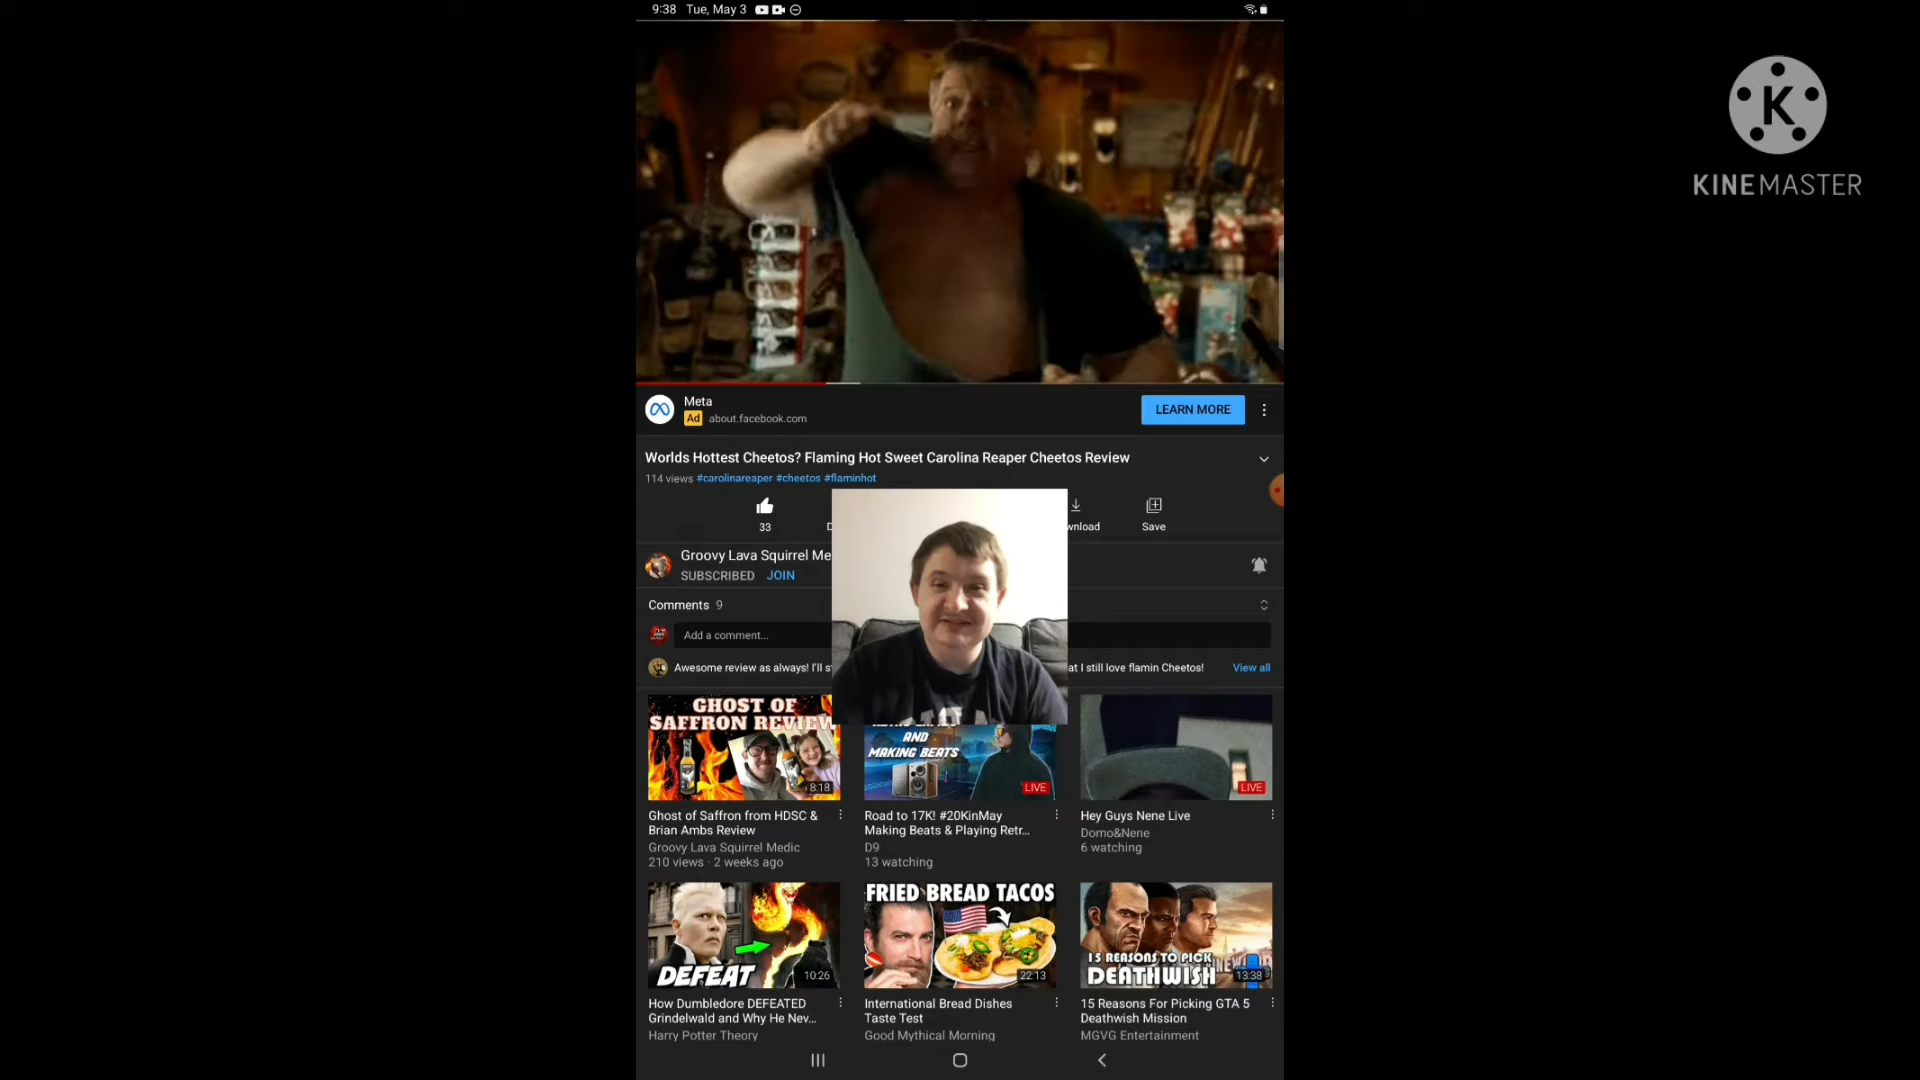 9:38 Tue, May 3
KINEMASTER
Meta
Ad about.facebook.com
LEARN MORE
Worlds Hottest Cheetos? Flaming Hot Sweet Carolina Reaper Cheetos Review
114 views #carolinareaper #cheetos #flaminhot
33
wnload
Save
Groovy Lava Squirrel Me
SUBSCRIBED JOIN
Comments 9
Add a comment...
Awesome review as always! I'll s
at I still love flamin Cheetos!
View all
GHOST OF
SAFFRON REVIEW
8:18
AND
MAKING BEATS
LIVE
LIVE
Ghost of Saffron from HDSC &
Brian Ambs Review
Groovy Lava Squirrel Medic
210 views · 2 weeks ago
Road to 17K! #20KinMay
Making Beats & Playing Retr...
D9
13 watching
Hey Guys Nene Live
Domo&Nene
6 watching
DEFEAT
10:26
FRIED BREAD TACOS
22:13
15 REASONS TO PICK
DEATHWISH
13:38
How Dumbledore DEFEATED
Grindelwald and Why He Nev...
Harry Potter Theory
International Bread Dishes
Taste Test
Good Mythical Morning
15 Reasons For Picking GTA 5
Deathwish Mission
MGVG Entertainment